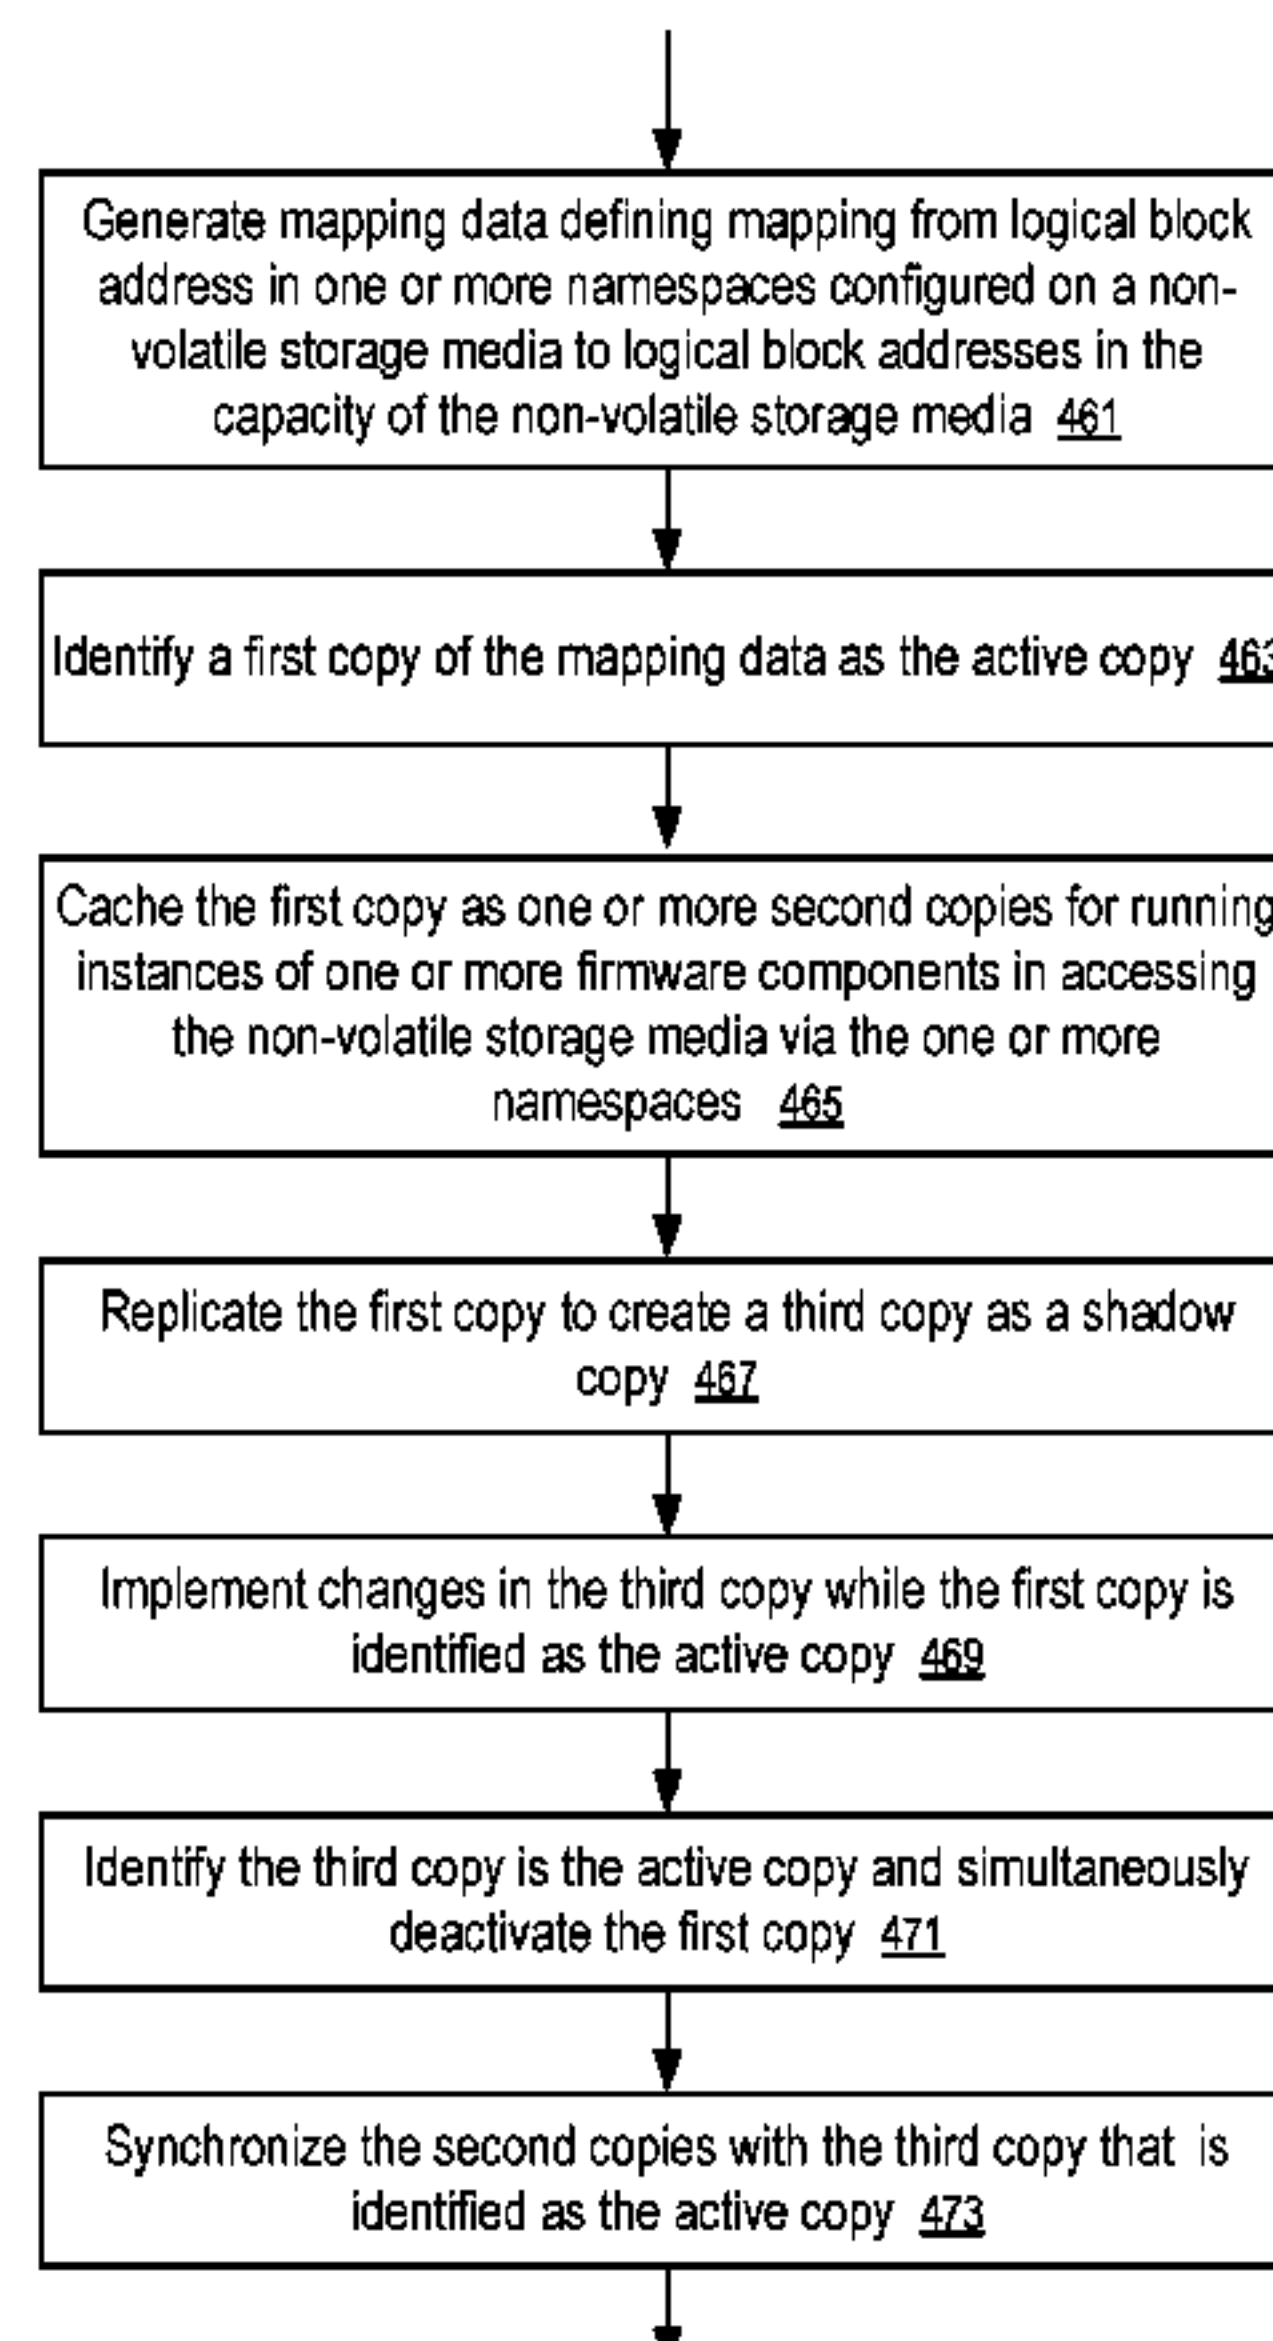 Generate mapping data defining mapping from logical block
address in one or more namespaces configured on a non-
volatile storage media to logical block addresses in the
capacity of the non-volatile storage media 461
Identify a first copy of the mapping data as the active copy 463
Cache the first copy as one or more second copies for running
instances of one or more firmware components in accessing
the non-volatile storage media via the one or more
namespaces 465
Replicate the first copy to create a third copy as a shadow
copy 467
Implement changes in the third copy while the first copy is
identified as the active copy 469
Identify the third copy is the active copy and simultaneously
deactivate the first copy 471
Synchronize the second copies with the third copy that is
identified as the active copy 473